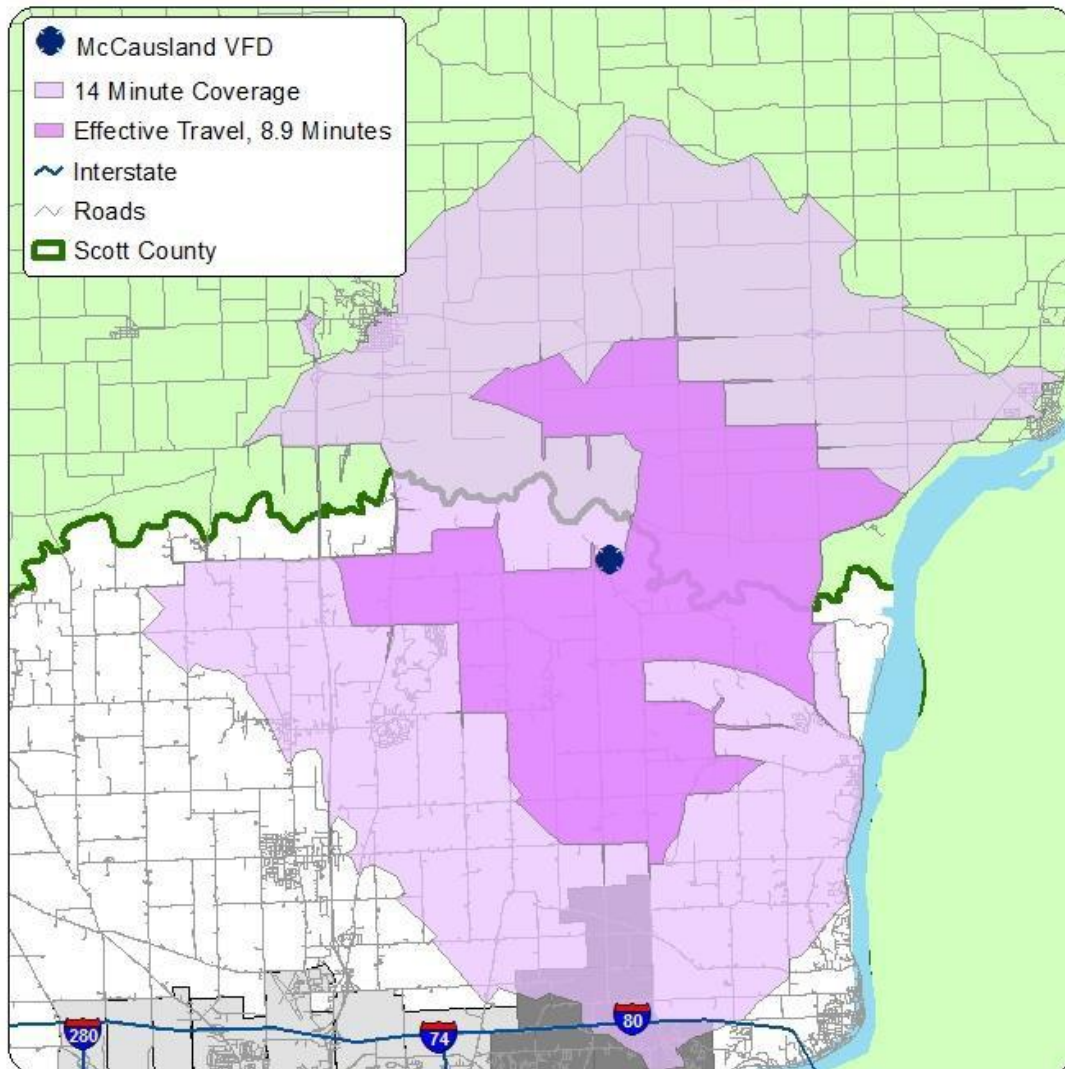 McCausland VFD
14 Minute Coverage
Effective Travel, 8.9 Minutes
Interstate
Roads
Scott County
280
74
80